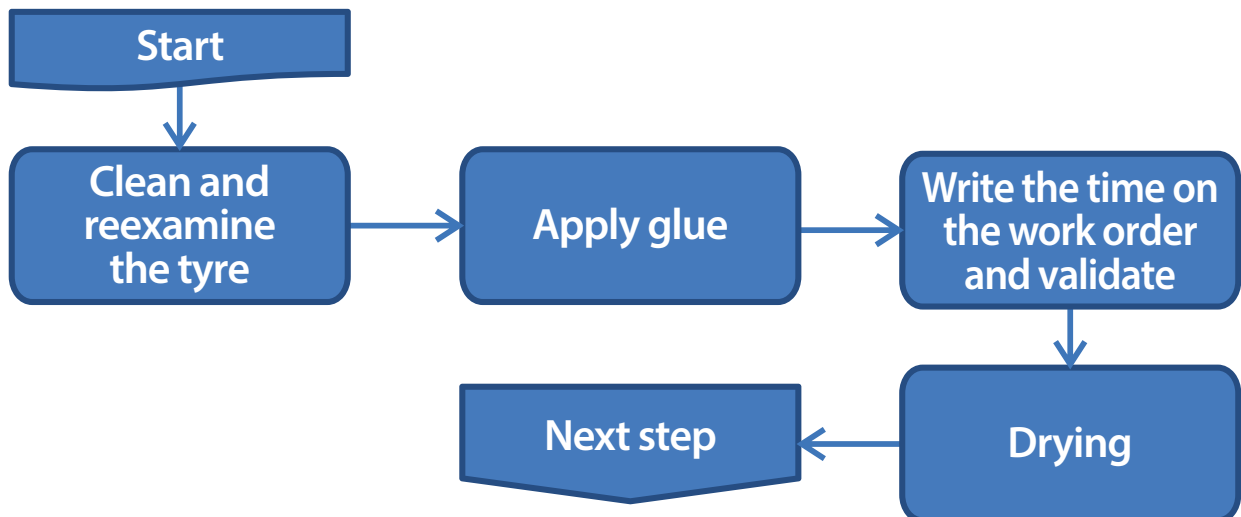 Start
Clean and
reexamine
the tyre
Apply glue
Write the time on
the work order
and validate
Drying
Next step